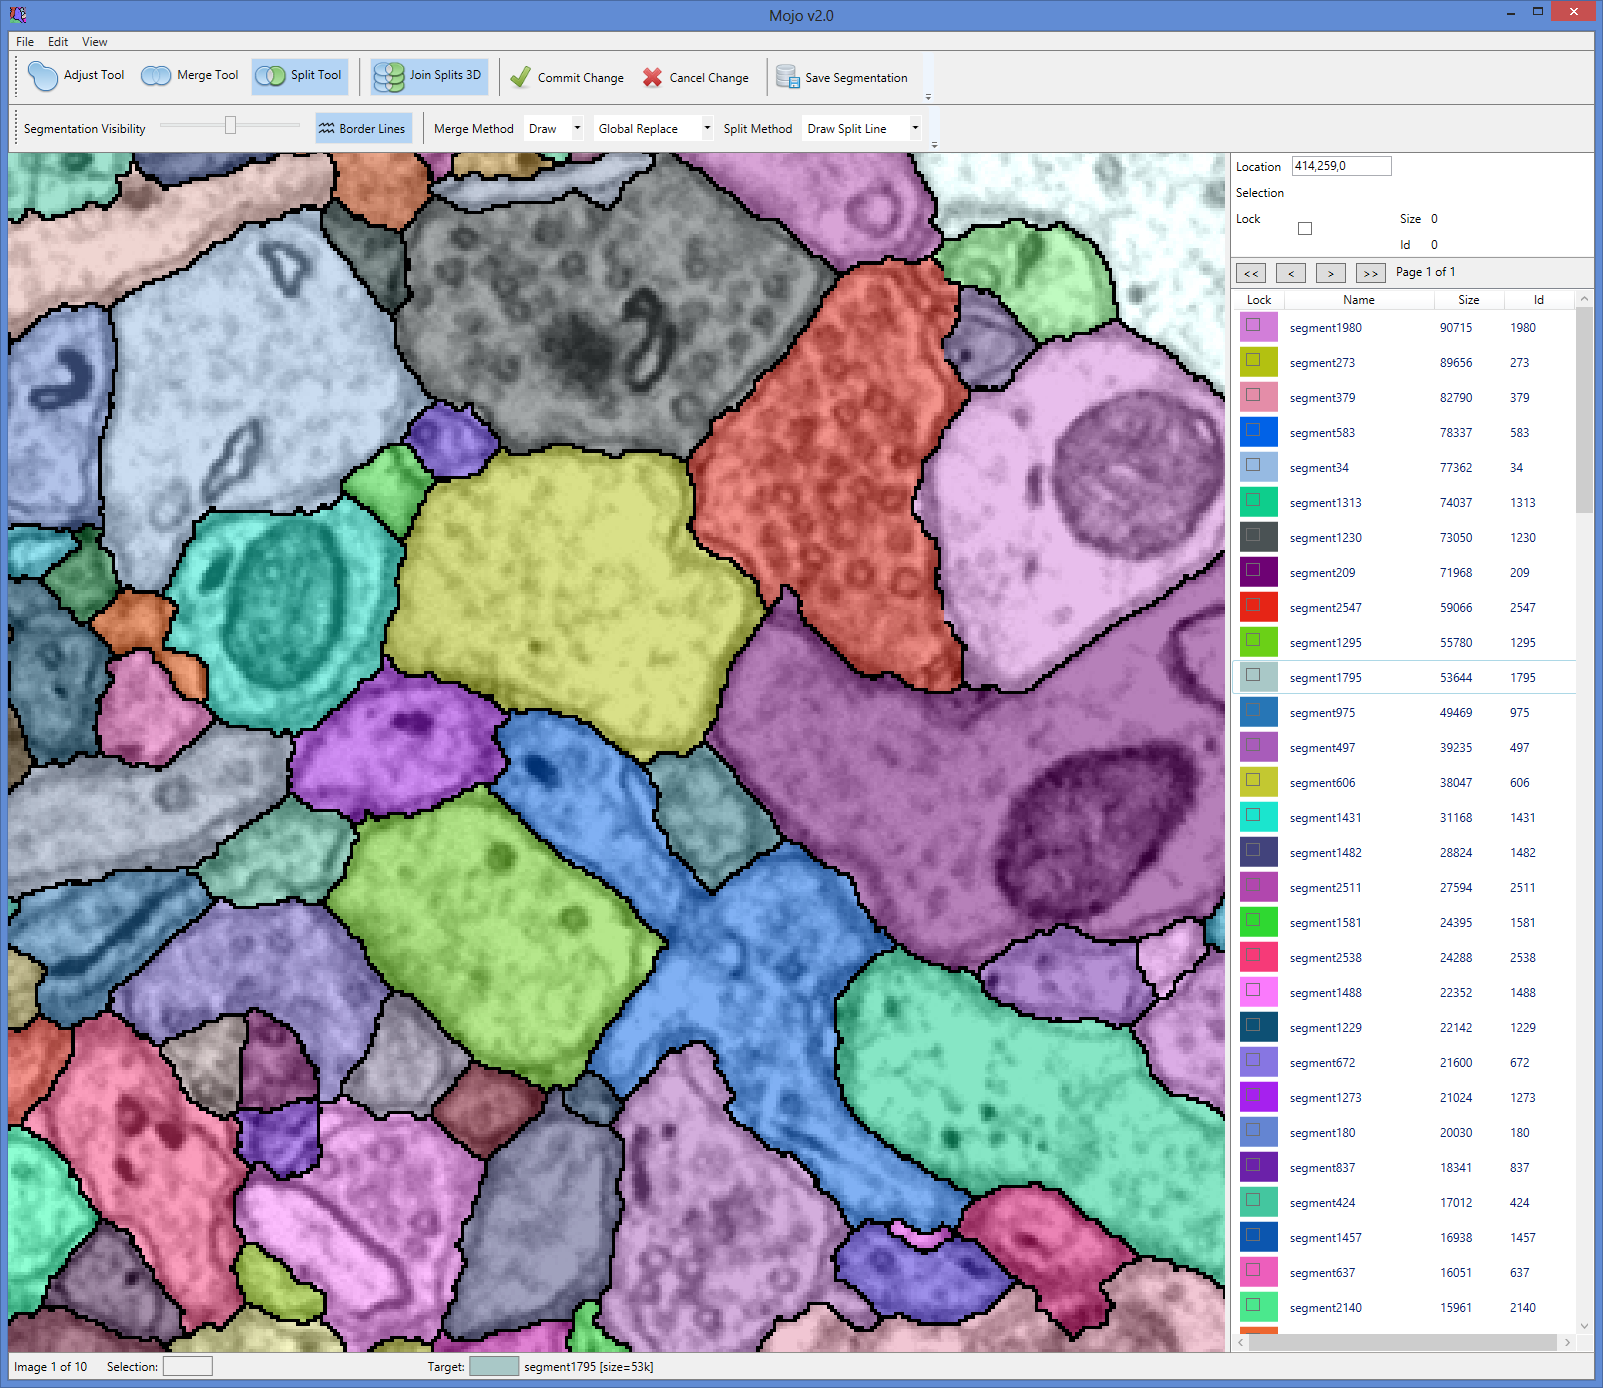 Mojo v2.0
File Edit View
Adjust Tool Merge Tool Split Tool Join Splits 3D Commit Change Cancel Change Save Segmentation
Segmentation Visibility Border Lines Merge Method Draw Global Replace Split Method Draw Split Line
Location 414,259,0
Selection
Lock Size 0
Id 0
<< < > >> Page 1 of 1
Lock Name Size Id
segment1980 90715 1980
segment273 89656 273
segment379 82790 379
segment583 78337 583
segment34 77362 34
segment1313 74037 1313
segment1230 73050 1230
segment209 71968 209
segment2547 59066 2547
segment1295 55780 1295
segment1795 53644 1795
segment975 49469 975
segment497 39235 497
segment606 38047 606
segment1431 31168 1431
segment1482 28824 1482
segment2511 27594 2511
segment1581 24395 1581
segment2538 24288 2538
segment1488 22352 1488
segment1229 22142 1229
segment672 21600 672
segment1273 21024 1273
segment180 20030 180
segment837 18341 837
segment424 17012 424
segment1457 16938 1457
segment637 16051 637
segment2140 15961 2140
Image 1 of 10 Selection: Target: segment1795 [size=53k]